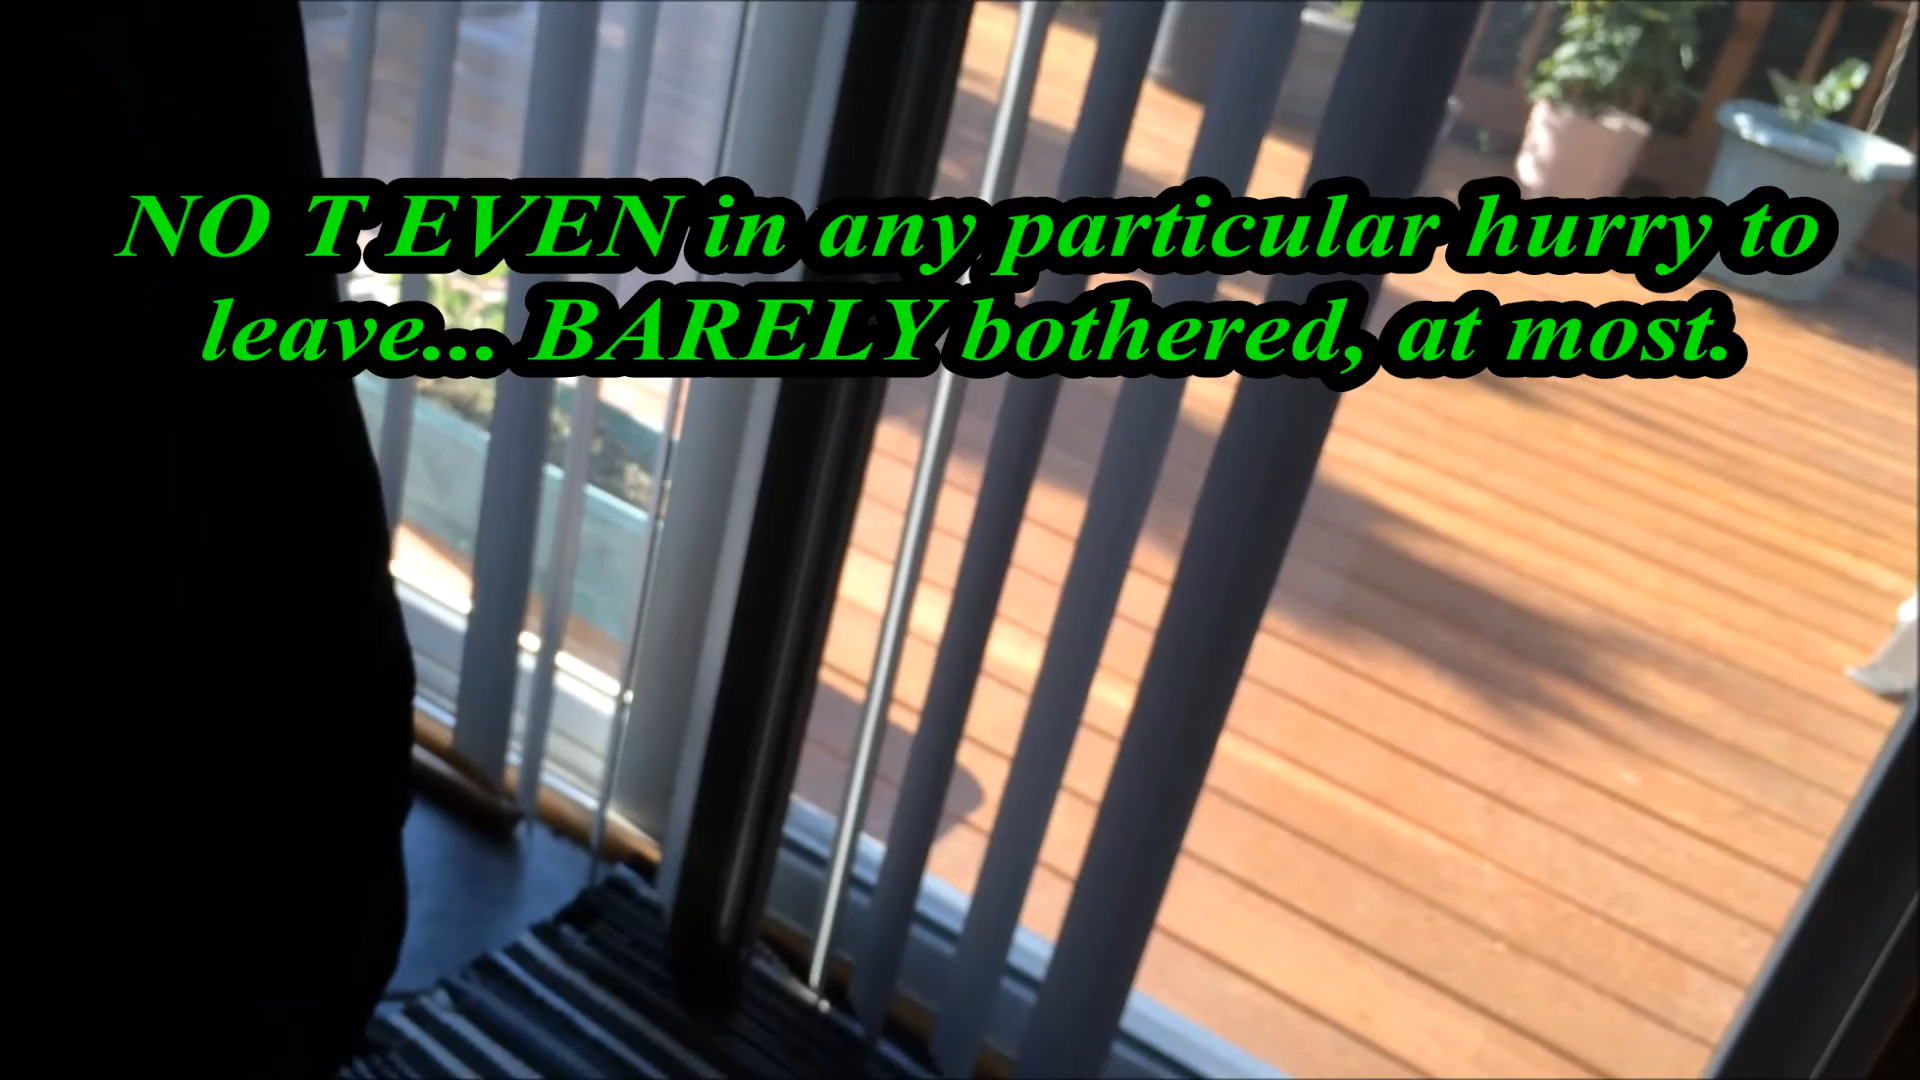 NO T EVEN in any particular hurry to
leave... BARELY bothered, at most.